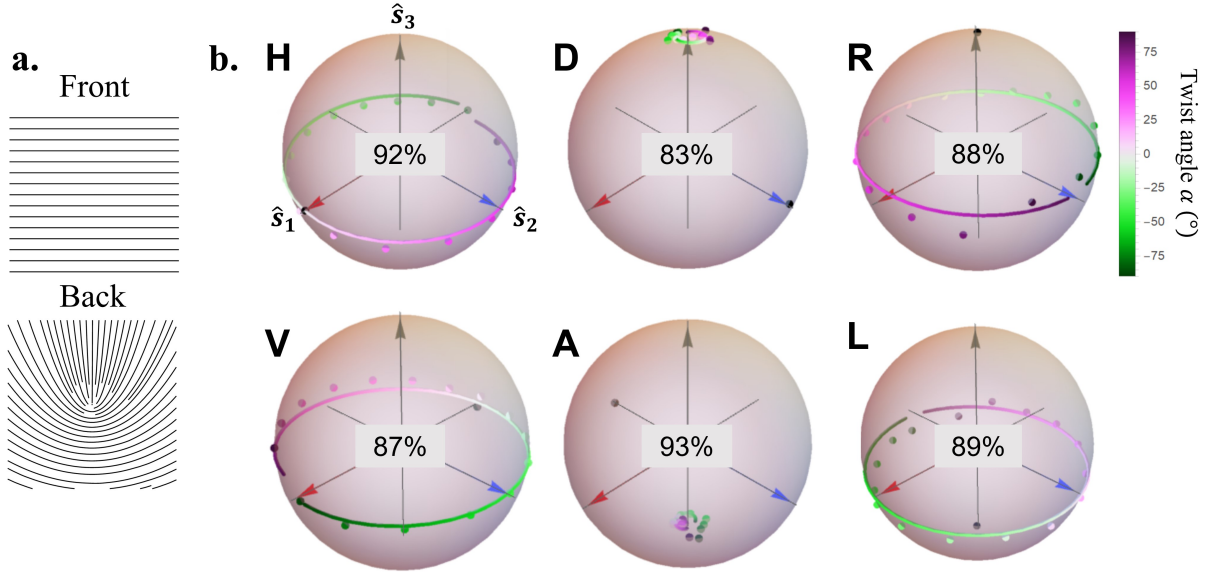 a.
Front
Back
b.
H
ŝ₃
92%
ŝ₁
ŝ₂
D
83%
R
88%
75
50
25
0
−25
−50
−75
Twist angle α (°)
V
87%
A
93%
L
89%